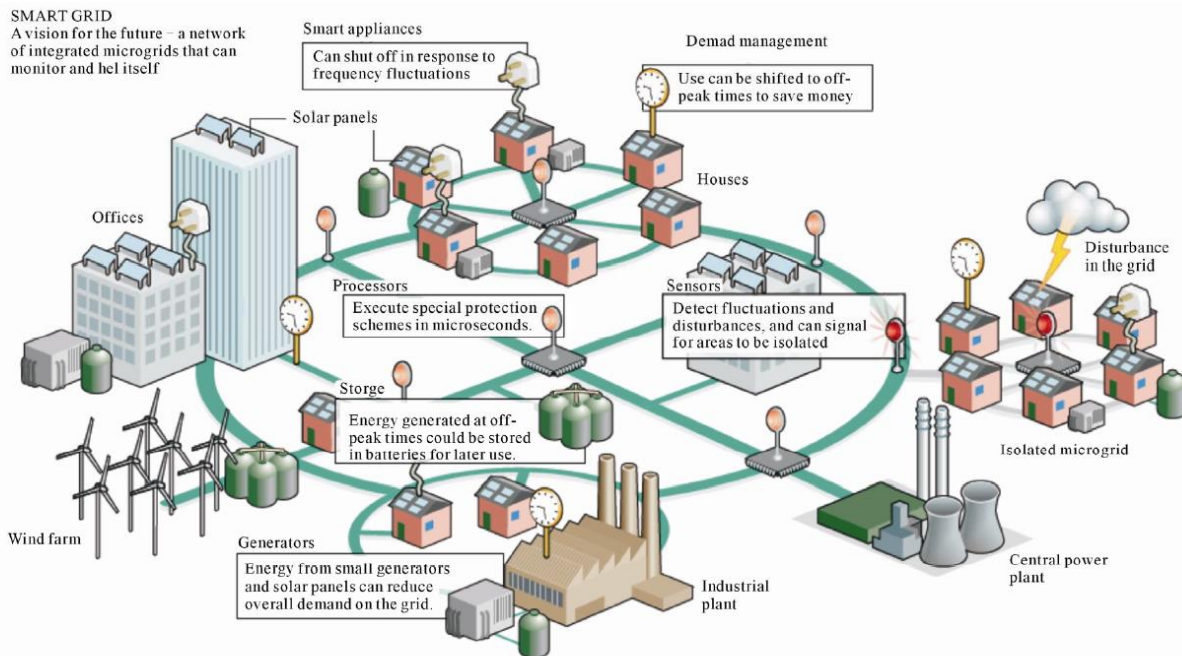 SMART GRID
A vision for the future – a network
of integrated microgrids that can
monitor and hel itself
Smart appliances
Can shut off in response to
frequency fluctuations
Demad management
Use can be shifted to off-
peak times to save money
Solar panels
Houses
Offices
Disturbance
in the grid
Processors
Execute special protection
schemes in microseconds.
Sensors
Detect fluctuations and
disturbances, and can signal
for areas to be isolated
Storge
Energy generated at off-
peak times could be stored
in batteries for later use.
Isolated microgrid
Wind farm
Generators
Energy from small generators
and solar panels can reduce
overall demand on the grid.
Industrial
plant
Central power
plant